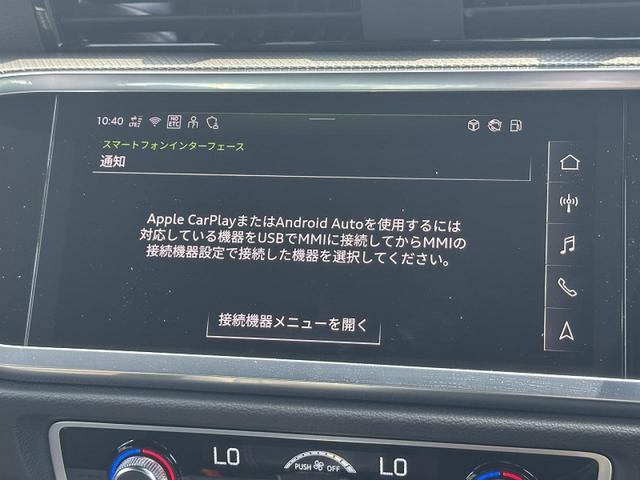 10:40 LTE NO ETC
スマートフォンインターフェース
通知
Apple CarPlayまたはAndroid Autoを使用するには
対応している機器をUSBでMMIに接続してからMMIの
接続機器設定で接続した機器を選択してください。
接続機器メニューを開く
LO PUSH OFF LO